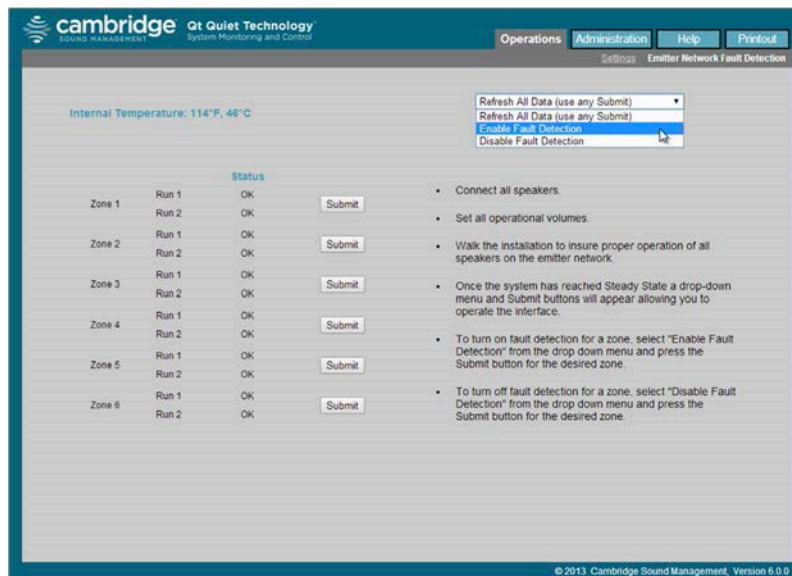 cambridge
SOUND MANAGEMENT
Qt Quiet Technology
System Monitoring and Control
Operations
Administration
Help
Printout
Settings
Emitter Network Fault Detection
Internal Temperature: 114°F, 46°C
Refresh All Data (use any Submit)
Refresh All Data (use any Submit)
Enable Fault Detection
Disable Fault Detection
Status
Zone 1
Run 1
OK
Run 2
OK
Submit
Zone 2
Run 1
OK
Run 2
OK
Submit
Zone 3
Run 1
OK
Run 2
OK
Submit
Zone 4
Run 1
OK
Run 2
OK
Submit
Zone 5
Run 1
OK
Run 2
OK
Submit
Zone 6
Run 1
OK
Run 2
OK
Submit
• Connect all speakers.
• Set all operational volumes.
• Walk the installation to insure proper operation of all
speakers on the emitter network.
• Once the system has reached Steady State a drop-down
menu and Submit buttons will appear allowing you to
operate the interface.
• To turn on fault detection for a zone, select "Enable Fault
Detection" from the drop down menu and press the
Submit button for the desired zone.
• To turn off fault detection for a zone, select "Disable Fault
Detection" from the drop down menu and press the
Submit button for the desired zone.
© 2013 Cambridge Sound Management, Version 6.0.0